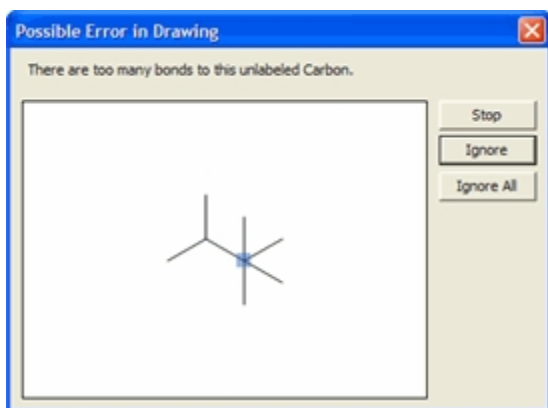 Possible Error in Drawing
There are too many bonds to this unlabeled Carbon.
Stop
Ignore
Ignore All